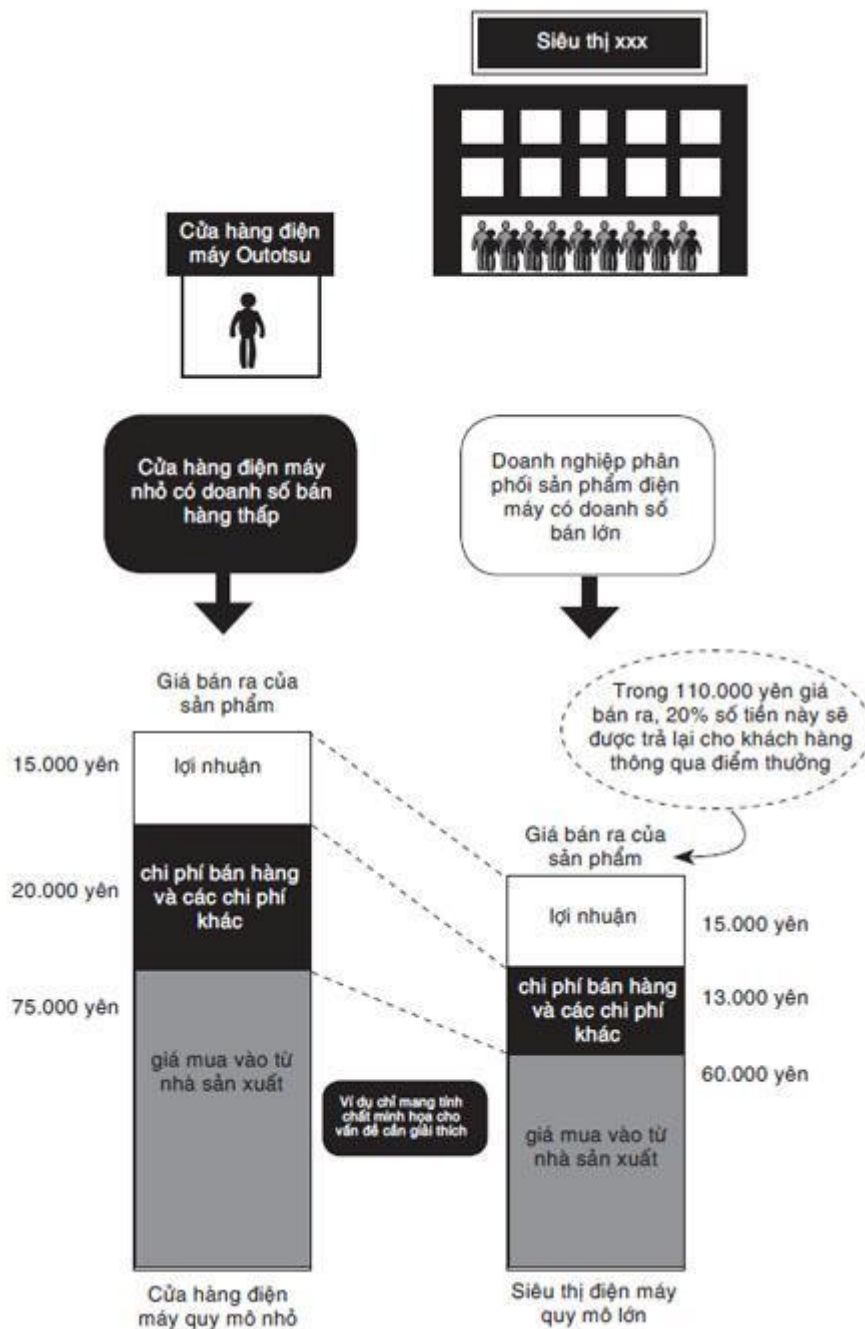 Siêu thị xxx
Cửa hàng điện
máy Outotsu
Cửa hàng điện máy
nhỏ có doanh số bán
hàng thấp
Doanh nghiệp phân
phối sản phẩm điện
máy có doanh số
bán lớn
Trong 110.000 yên giá
bán ra, 20% số tiền này sẽ
được trả lại cho khách hàng
thông qua điểm thưởng
Giá bán ra của
sản phẩm
15.000 yên
lợi nhuận
20.000 yên
chi phí bán hàng
và các chi phí
khác
75.000 yên
giá mua vào từ
nhà sản xuất
Cửa hàng điện
máy quy mô nhỏ
Ví dụ chỉ mang tính
chất minh họa cho
vấn đề cần giải thích
Giá bán ra của
sản phẩm
lợi nhuận
15.000 yên
chi phí bán hàng
và các chi phí
khác
13.000 yên
60.000 yên
giá mua vào từ
nhà sản xuất
Siêu thị điện máy
quy mô lớn